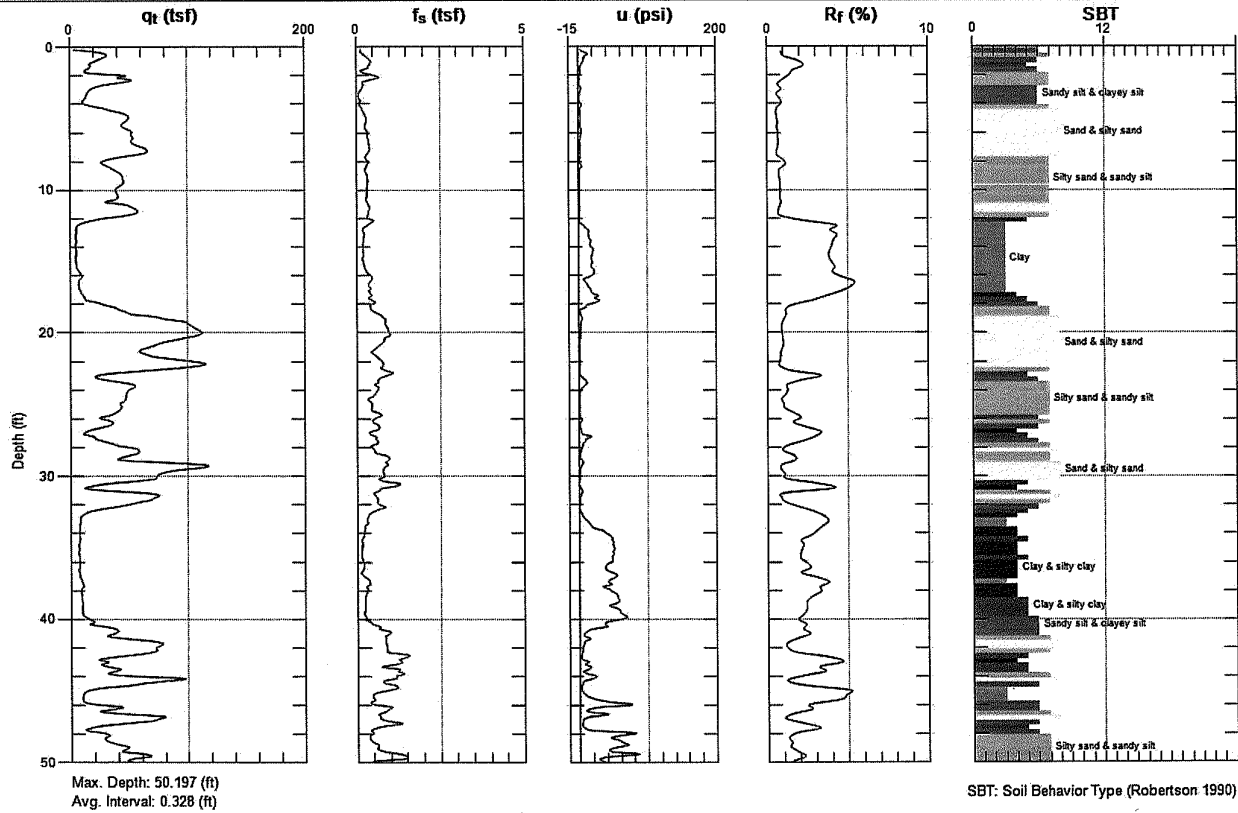 qt (tsf) fs (tsf) u (psi) Rf (%) SBT
0 200 0 5 -15 200 0 10 0 12
0
Sandy silt & clayey silt
Sand & silty sand
Silty sand & sandy silt
10
Clay
20
Sand & silty sand
Silty sand & sandy silt
Depth (ft)
Sand & silty sand
30
Clay & silty clay
Clay & silty clay
40
Sandy silt & clayey silt
Silty sand & sandy silt
50
Max. Depth: 50.197 (ft)
Avg. Interval: 0.328 (ft)
SBT: Soil Behavior Type (Robertson 1990)